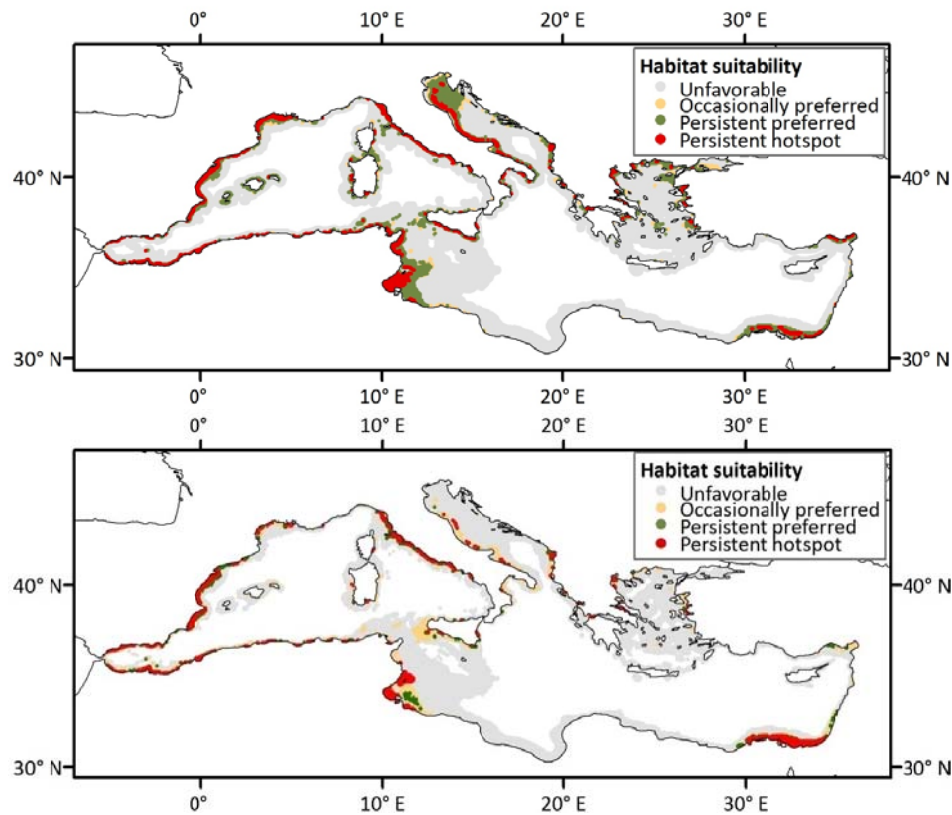 0° 10° E 20° E 30° E
Habitat suitability
Unfavorable
Occasionally preferred
Persistent preferred
Persistent hotspot
40° N
40° N
30° N
30° N
0° 10° E 20° E 30° E
0° 10° E 20° E 30° E
Habitat suitability
Unfavorable
Occasionally preferred
Persistent preferred
Persistent hotspot
40° N
40° N
30° N
30° N
0° 10° E 20° E 30° E